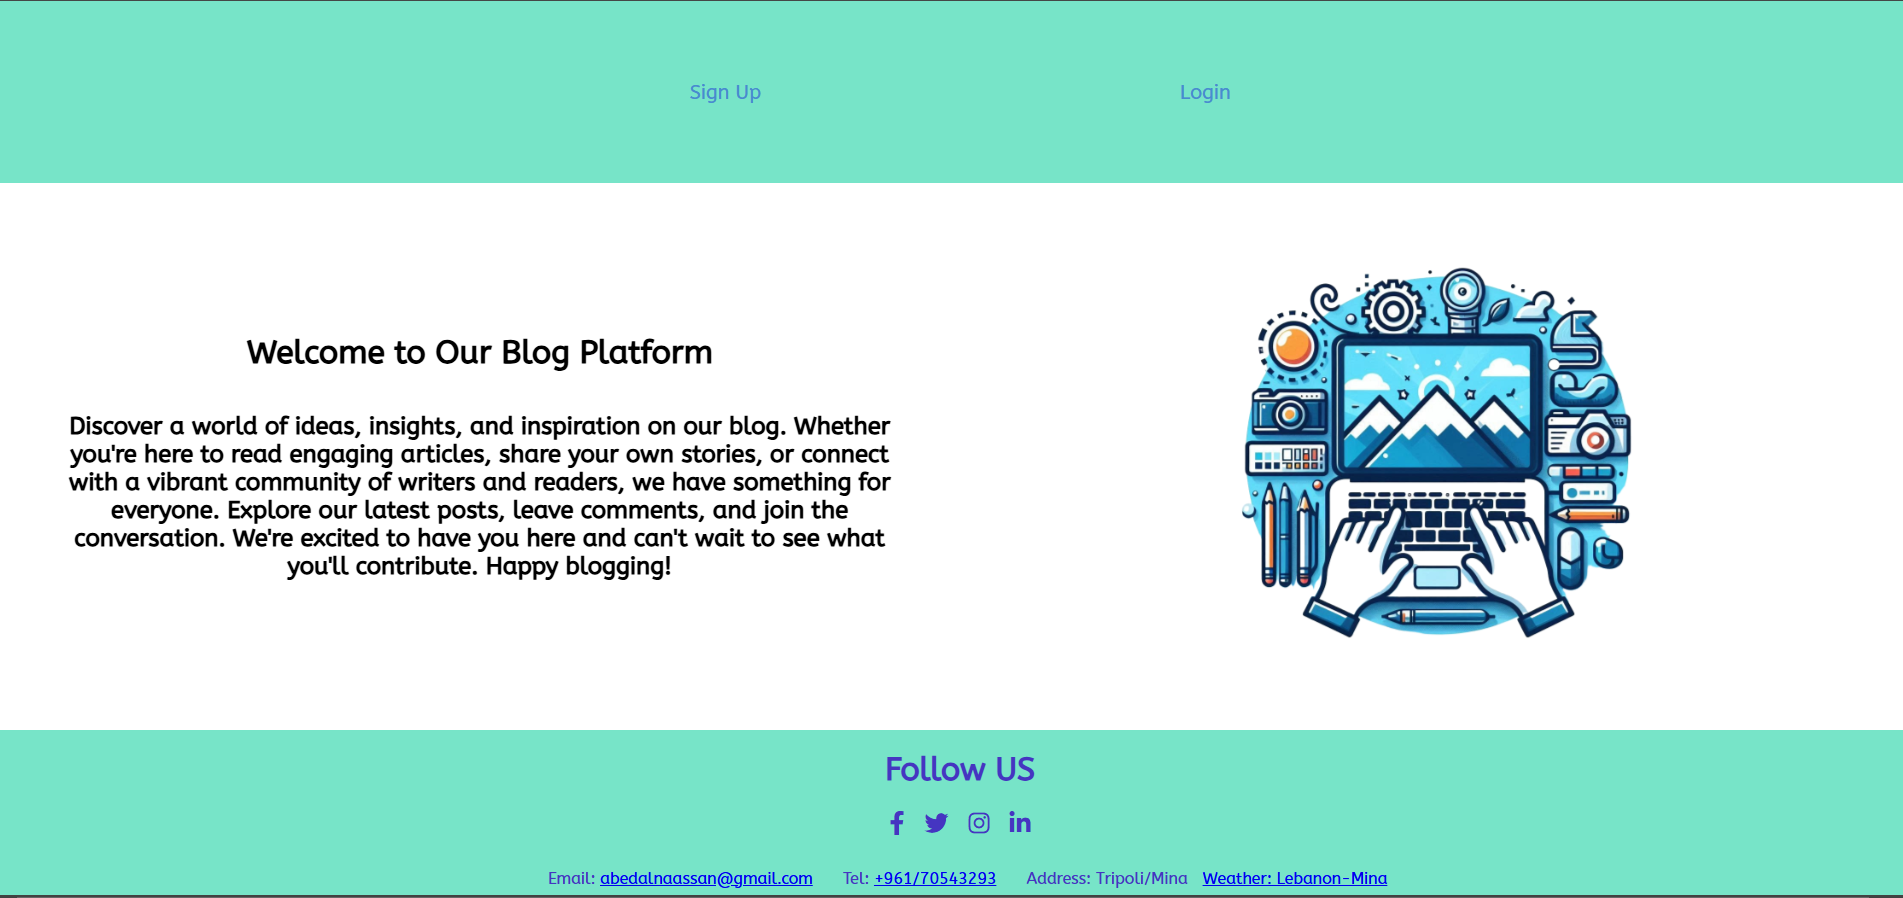 Sign Up Login
Welcome to Our Blog Platform
Discover a world of ideas, insights, and inspiration on our blog. Whether
you're here to read engaging articles, share your own stories, or connect
with a vibrant community of writers and readers, we have something for
everyone. Explore our latest posts, leave comments, and join the
conversation. We're excited to have you here and can't wait to see what
you'll contribute. Happy blogging!
Follow US
Email: abedalnaassan@gmail.com Tel: +961/70543293 Address: Tripoli/Mina Weather: Lebanon-Mina